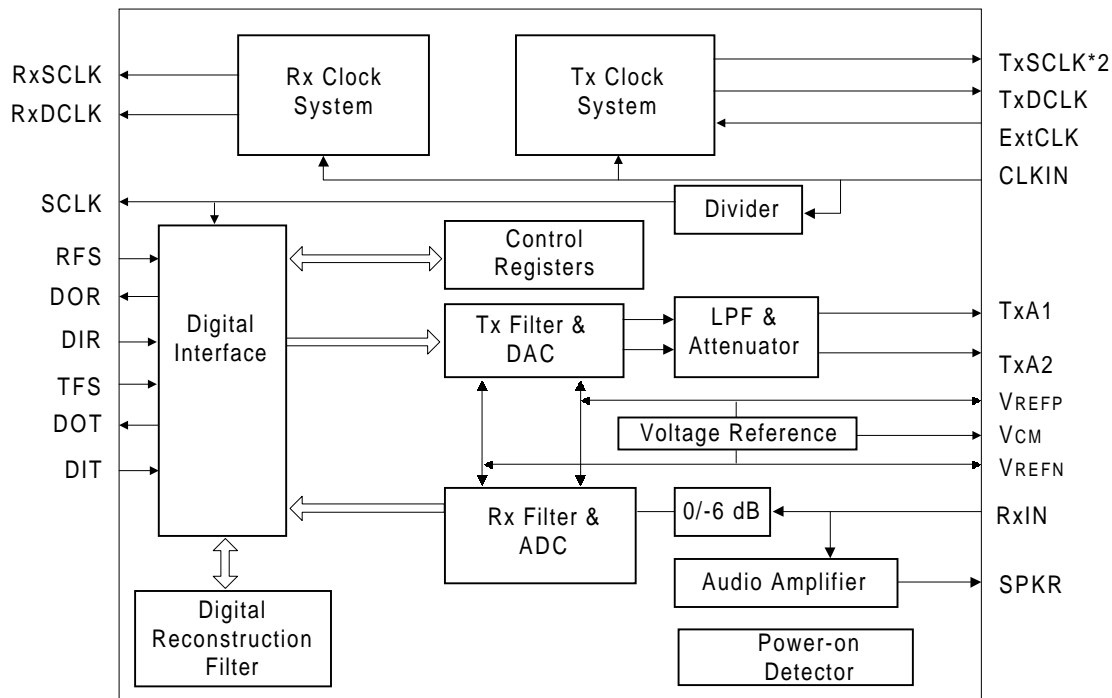 RxSCLK
RxDCLK
Rx Clock
System
Tx Clock
System
TxSCLK*2
TxDCLK
ExtCLK
CLKIN
SCLK
Divider
RFS
DOR
DIR
TFS
DOT
DIT
Digital
Interface
Control
Registers
Tx Filter &
DAC
LPF &
Attenuator
TxA1
TxA2
VREFP
Voltage Reference
VCM
VREFN
Rx Filter &
ADC
0/-6 dB
RxIN
Audio Amplifier
SPKR
Digital
Reconstruction
Filter
Power-on
Detector